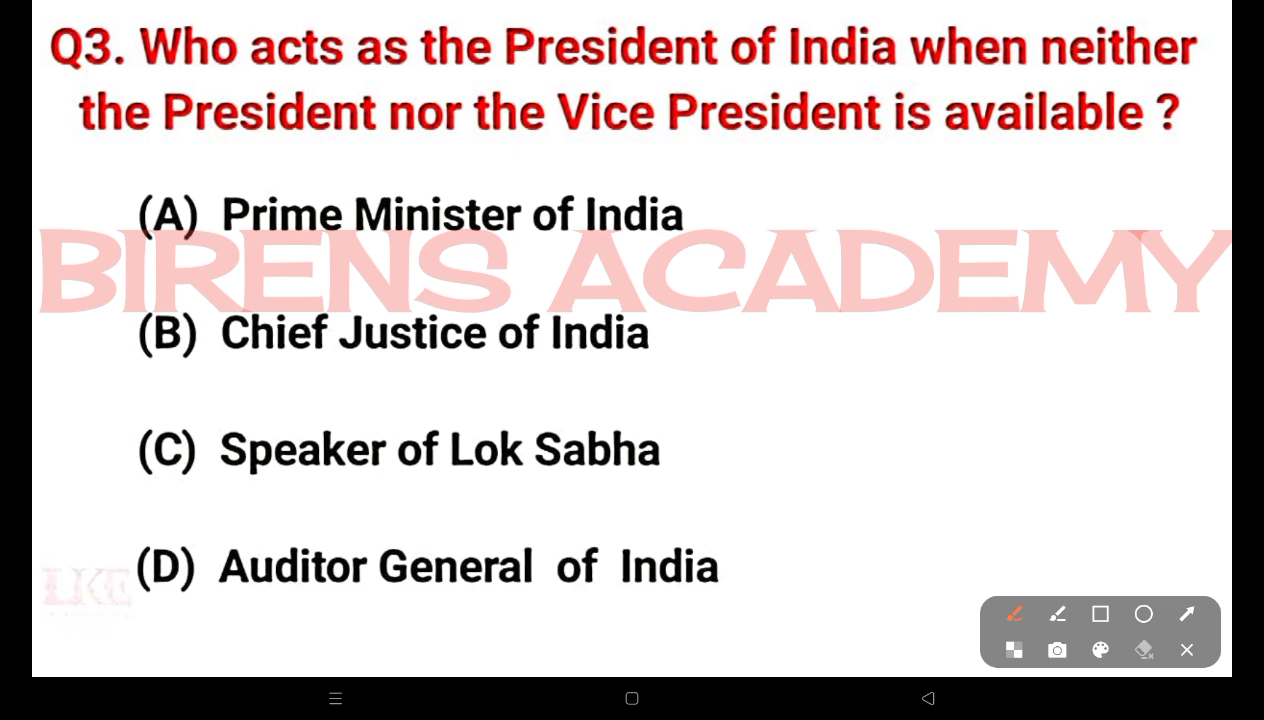 Q3. Who acts as the President of India when neither
the President nor the Vice President is available ?
(A) Prime Minister of India
BIRENS ACADEMY
(B) Chief Justice of India
(C) Speaker of Lok Sabha
(D) Auditor General of India
LKE